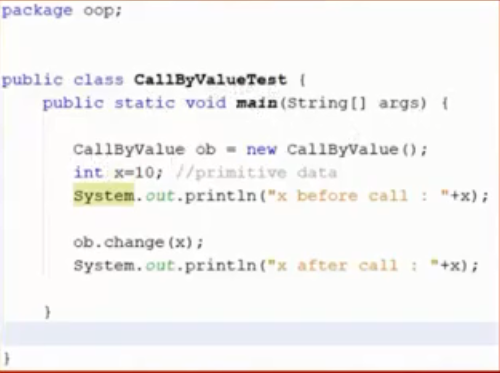 package oop;
public class CallByValueTest {
public static void main(String[] args) {
CallByValue ob = new CallByValue();
int x=10; //primitive data
System.out.println("x before call : "+x);
ob.change(x);
System.out.println("x after call : "+x);
}
}